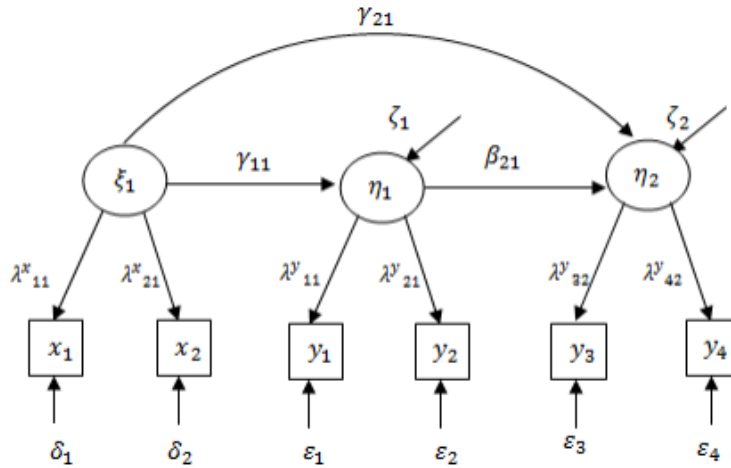 γ₂₁
ζ₁ ζ₂
ξ₁ γ₁₁ η₁ β₂₁ η₂
λˣ₁₁ λˣ₂₁ λʸ₁₁ λʸ₂₁ λʸ₃₂ λʸ₄₂
x₁ x₂ y₁ y₂ y₃ y₄
δ₁ δ₂ ε₁ ε₂ ε₃ ε₄